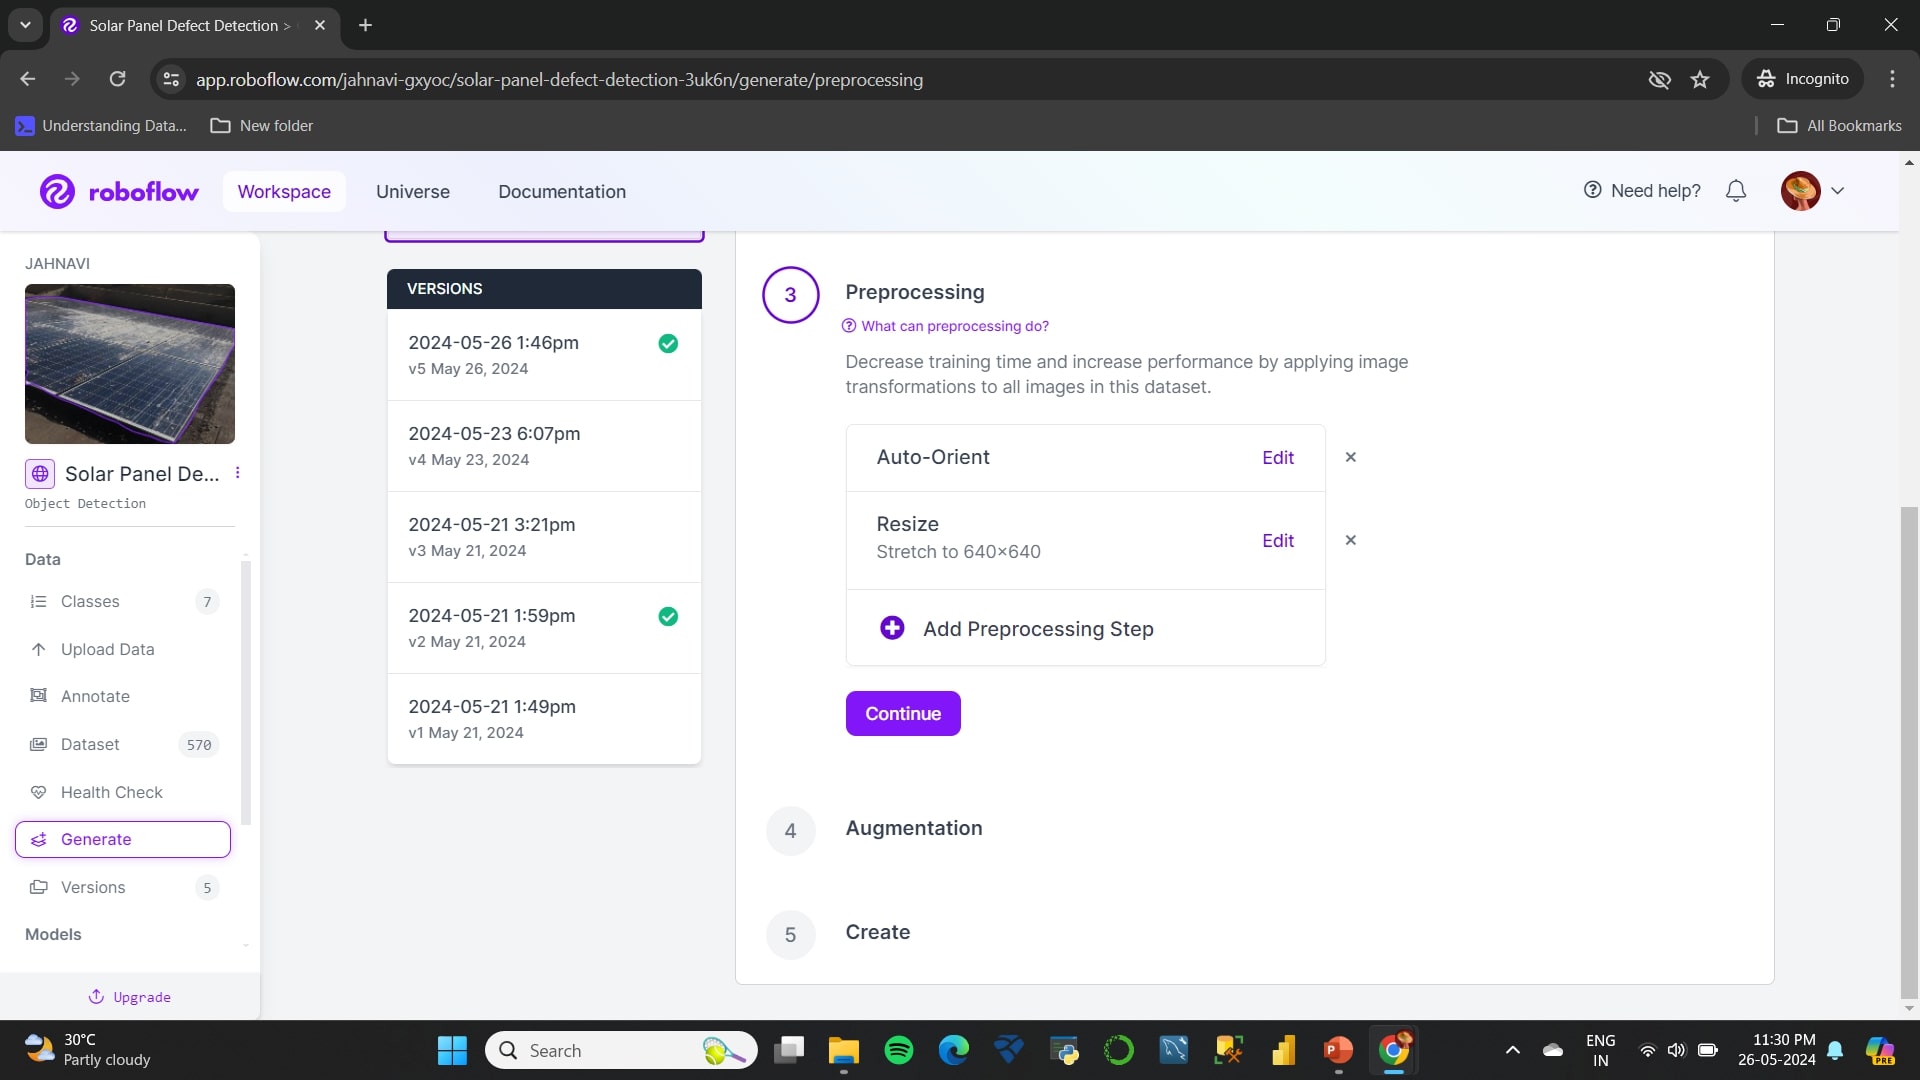 Solar Panel Defect Detection >
app.roboflow.com/jahnavi-gxyoc/solar-panel-defect-detection-3uk6n/generate/preprocessing
Incognito
Understanding Data...
New folder
All Bookmarks
roboflow
Workspace
Universe
Documentation
Need help?
JAHNAVI
Solar Panel De...
Object Detection
Data
Classes 7
Upload Data
Annotate
Dataset 570
Health Check
Generate
Versions 5
Models
Upgrade
VERSIONS
2024-05-26 1:46pm
v5 May 26, 2024
2024-05-23 6:07pm
v4 May 23, 2024
2024-05-21 3:21pm
v3 May 21, 2024
2024-05-21 1:59pm
v2 May 21, 2024
2024-05-21 1:49pm
v1 May 21, 2024
3 Preprocessing
What can preprocessing do?
Decrease training time and increase performance by applying image
transformations to all images in this dataset.
Auto-Orient Edit
Resize
Stretch to 640×640
Edit
Add Preprocessing Step
Continue
4 Augmentation
5 Create
30°C
Partly cloudy
Search
ENG
IN
11:30 PM
26-05-2024
PRE